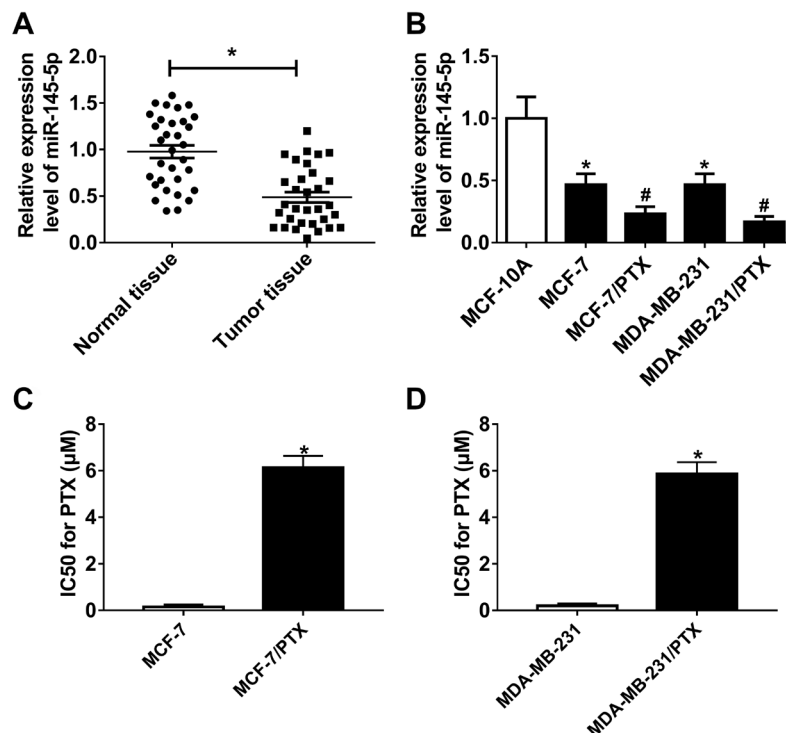 A
Relative expression
level of miR-145-5p
2.0
1.5
1.0
0.5
0.0
*
Normal tissue
Tumor tissue
B
Relative expression
level of miR-145-5p
1.5
1.0
0.5
0.0
*
#
*
#
MCF-10A
MCF-7
MCF-7/PTX
MDA-MB-231
MDA-MB-231/PTX
C
IC50 for PTX (μM)
8
6
4
2
0
*
MCF-7
MCF-7/PTX
D
IC50 for PTX (μM)
8
6
4
2
0
*
MDA-MB-231
MDA-MB-231/PTX